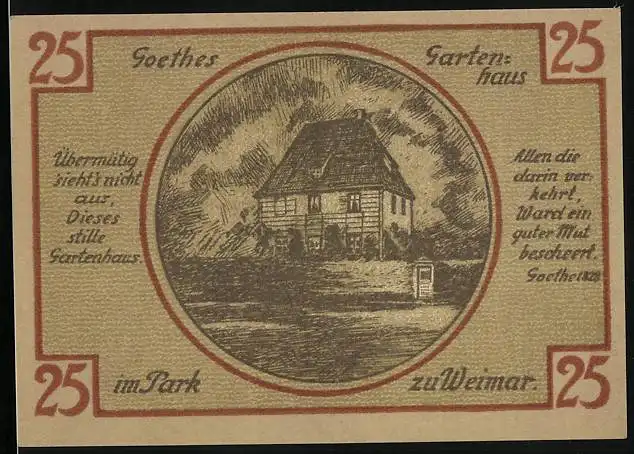 25
Goethes
Garten=
haus
25
Übermütig
sieht's nicht
aus,
Dieses
stille
Gartenhaus.
Allen die
darin ver-
kehrt,
Ward ein
guter Mut
bescheert.
Goethe 1828
25
im Park
zu Weimar.
25